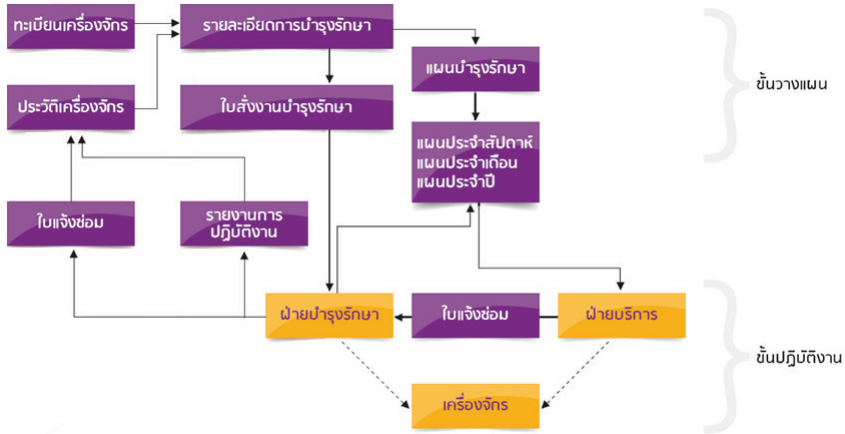 ทะเบียนเครื่องจักร
รายละเอียดการบำรุงรักษา
แผนบำรุงรักษา
ขั้นวางแผน
ประวัติเครื่องจักร
ใบสั่งงานบำรุงรักษา
แผนประจำสัปดาห์
แผนประจำเดือน
แผนประจำปี
ใบแจ้งซ่อม
รายงานการ
ปฏิบัติงาน
ฝ่ายบำรุงรักษา
ใบแจ้งซ่อม
ฝ่ายบริการ
ขั้นปฏิบัติงาน
เครื่องจักร